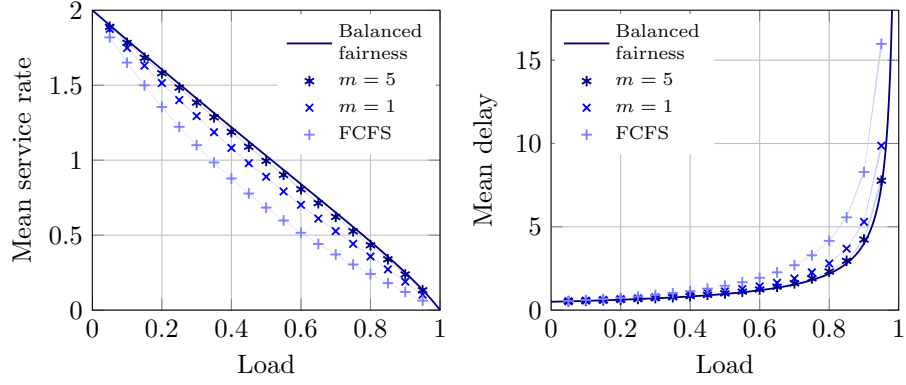 2
1.5
1
0.5
0
0
0.2
0.4
0.6
0.8
1
Load
Mean service rate
Balanced
fairness
m = 5
m = 1
FCFS
15
10
5
0
0
0.2
0.4
0.6
0.8
1
Load
Mean delay
Balanced
fairness
m = 5
m = 1
FCFS